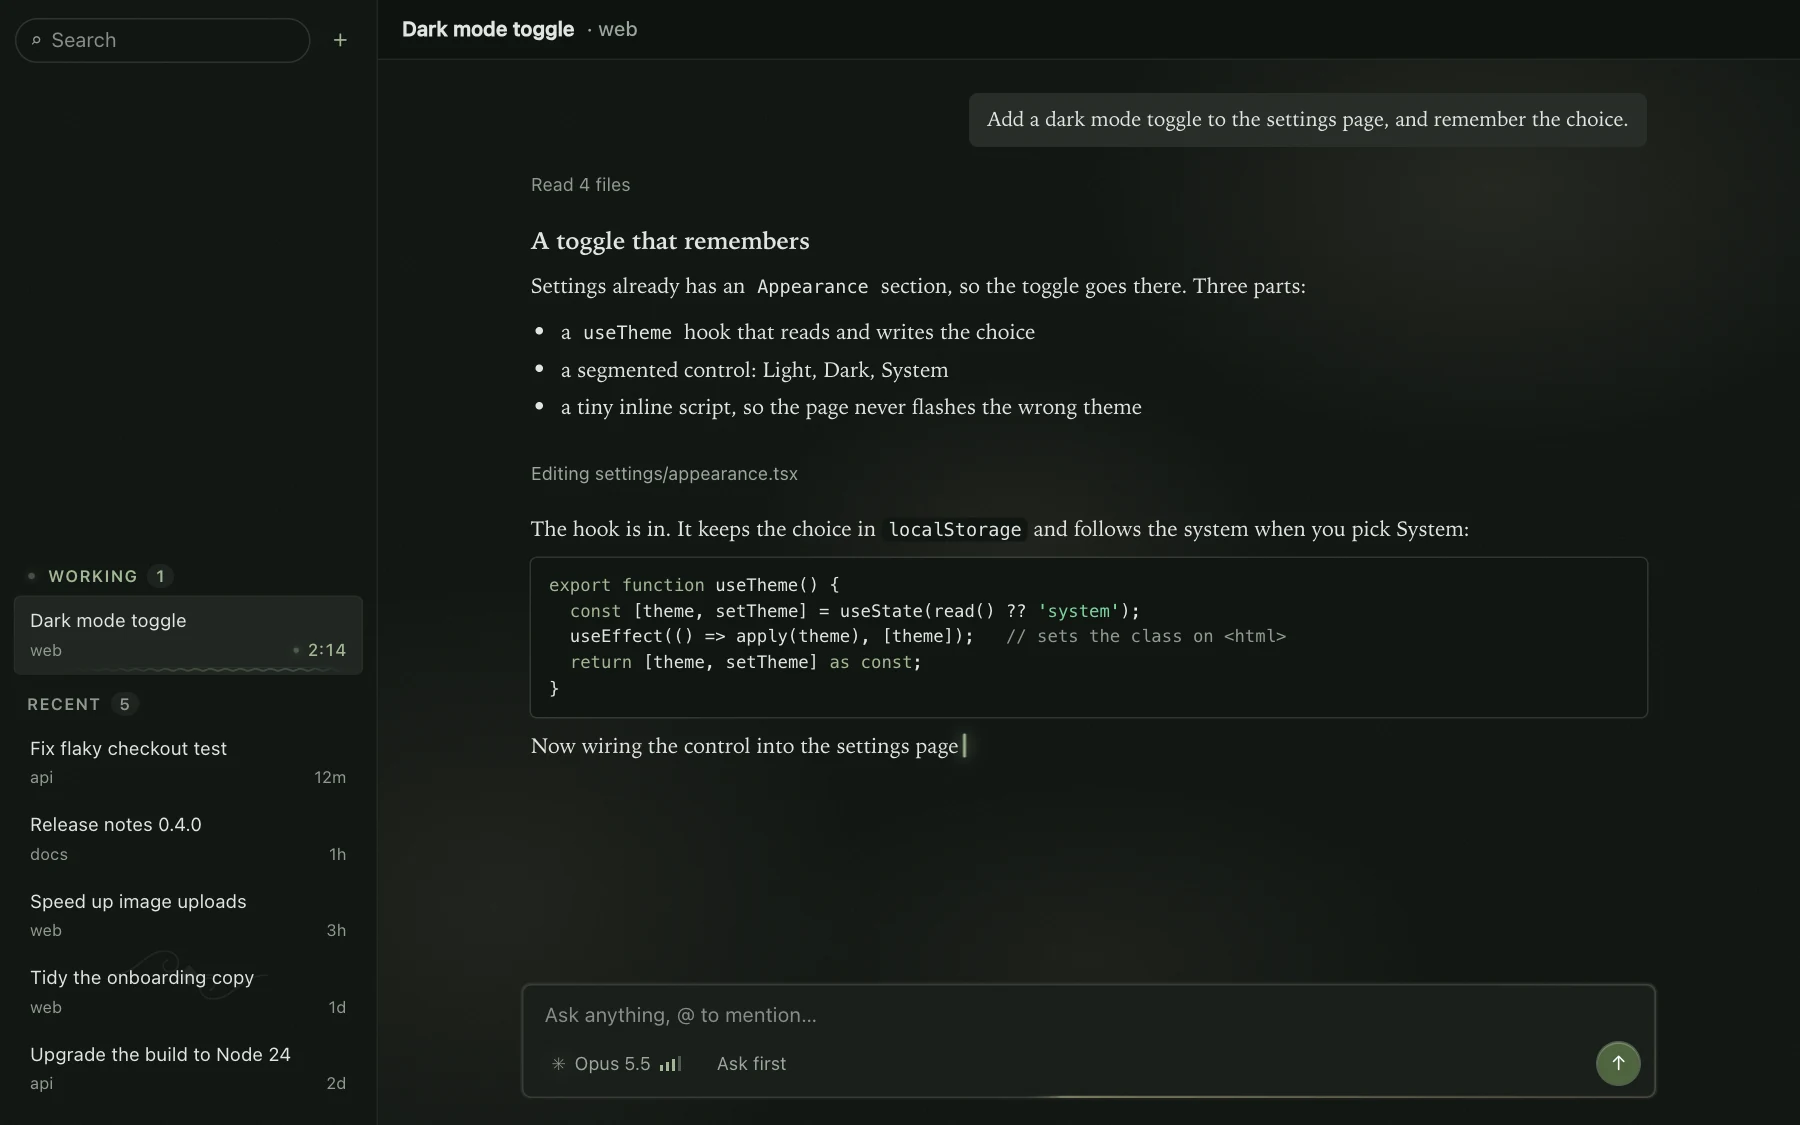 Search
+
WORKING 1
Dark mode toggle
web
2:14
RECENT 5
Fix flaky checkout test
api
12m
Release notes 0.4.0
docs
1h
Speed up image uploads
web
3h
Tidy the onboarding copy
web
1d
Upgrade the build to Node 24
api
2d
Dark mode toggle · web
Add a dark mode toggle to the settings page, and remember the choice.
Read 4 files
A toggle that remembers
Settings already has an Appearance section, so the toggle goes there. Three parts:
• a useTheme hook that reads and writes the choice
• a segmented control: Light, Dark, System
• a tiny inline script, so the page never flashes the wrong theme
Editing settings/appearance.tsx
The hook is in. It keeps the choice in localStorage and follows the system when you pick System:
export function useTheme() {
  const [theme, setTheme] = useState(read() ?? 'system');
  useEffect(() => apply(theme), [theme]);   // sets the class on <html>
  return [theme, setTheme] as const;
}
Now wiring the control into the settings page
Ask anything, @ to mention...
Opus 5.5
Ask first